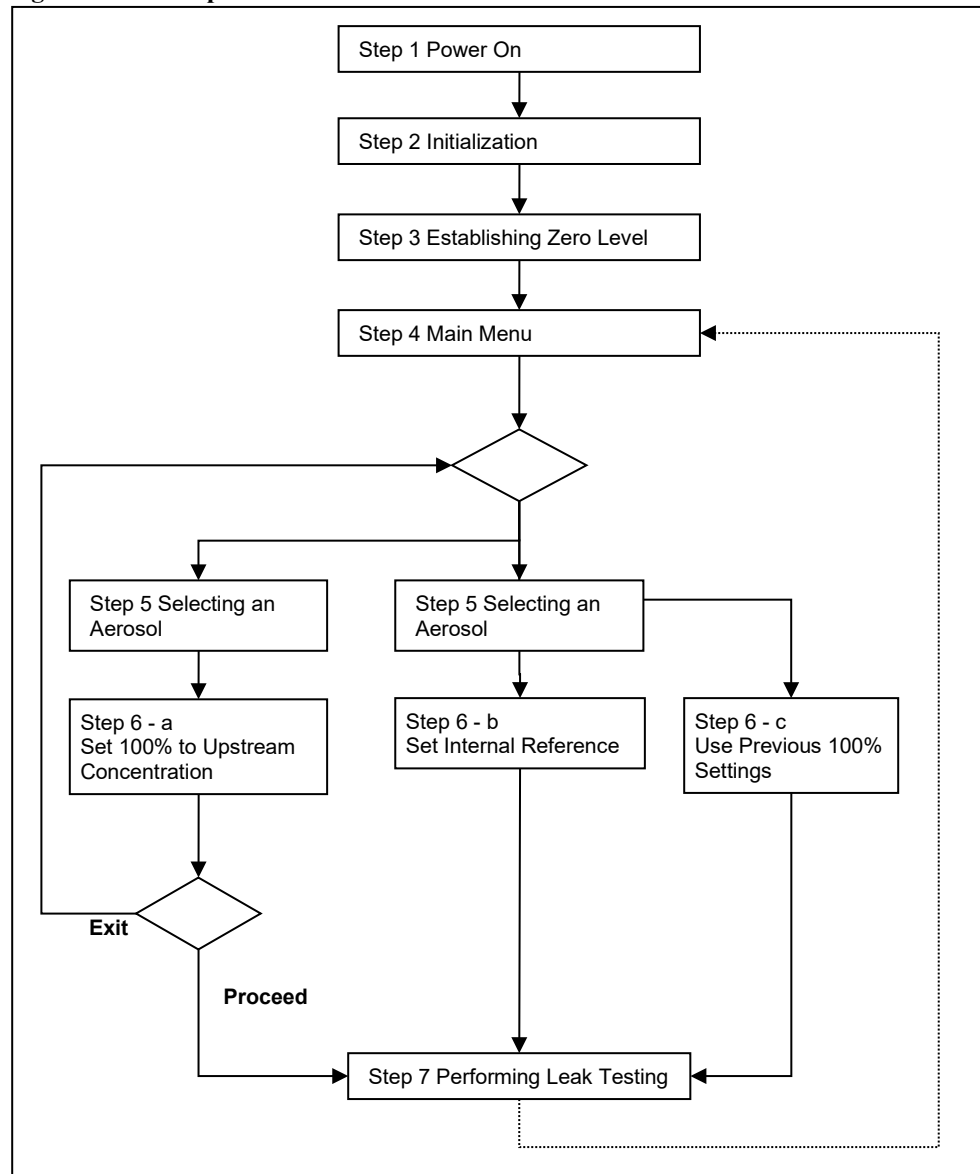 Step 1 Power On
Step 2 Initialization
Step 3 Establishing Zero Level
Step 4 Main Menu
Step 5 Selecting an
Aerosol
Step 5 Selecting an
Aerosol
Step 6 - a
Set 100% to Upstream
Concentration
Step 6 - b
Set Internal Reference
Step 6 - c
Use Previous 100%
Settings
Exit
Proceed
Step 7 Performing Leak Testing